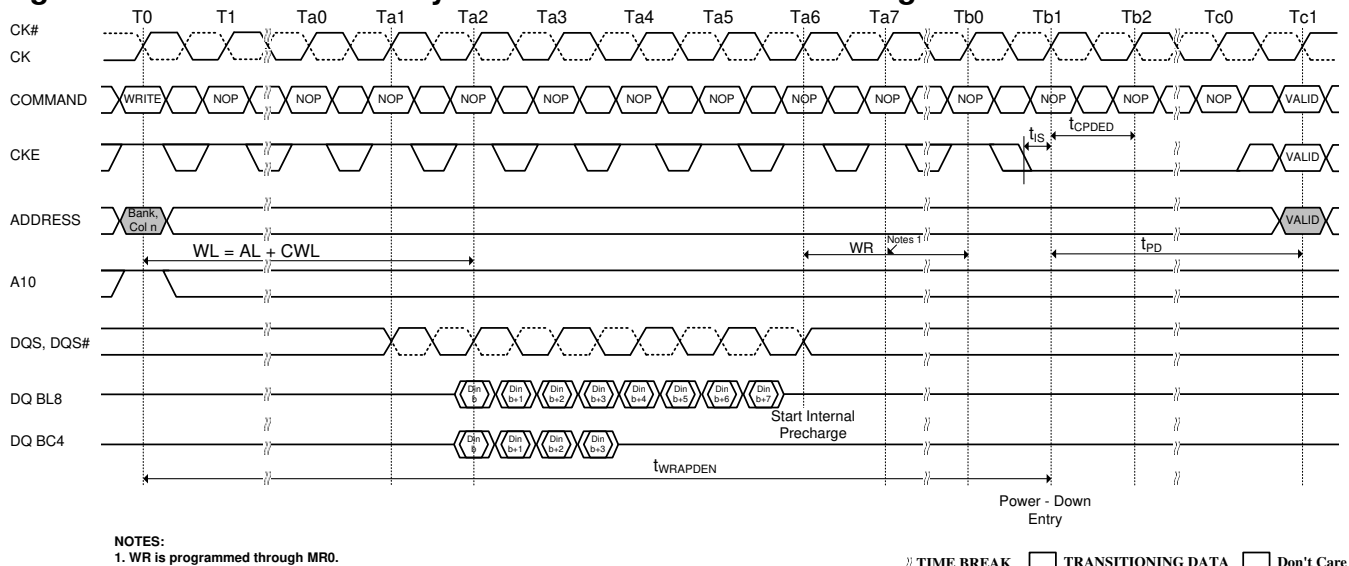 T0 T1 Ta0 Ta1 Ta2 Ta3 Ta4 Ta5 Ta6 Ta7 Tb0 Tb1 Tb2 Tc0 Tc1
CK#
CK
COMMAND WRITE NOP NOP NOP NOP NOP NOP NOP NOP NOP NOP NOP NOP NOP VALID
tIS tCPDED
CKE VALID
ADDRESS Bank, Col n VALID
WL = AL + CWL WR Notes 1 tPD
A10
DQS, DQS#
DQ BL8 Din b Din b+1 Din b+2 Din b+3 Din b+4 Din b+5 Din b+6 Din b+7
Start Internal
Precharge
DQ BC4 Din b Din b+1 Din b+2 Din b+3
tWRAPDEN
Power - Down
Entry
NOTES:
1. WR is programmed through MR0.
TIME BREAK TRANSITIONING DATA Don't Care